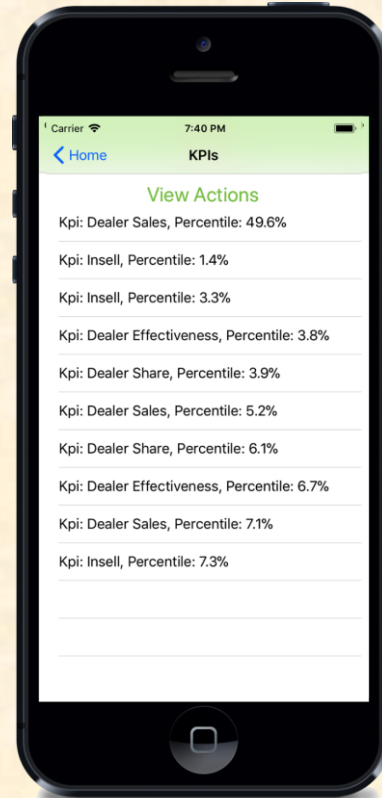 Carrier 7:40 PM
Home KPIs
View Actions
Kpi: Dealer Sales, Percentile: 49.6%
Kpi: Insell, Percentile: 1.4%
Kpi: Insell, Percentile: 3.3%
Kpi: Dealer Effectiveness, Percentile: 3.8%
Kpi: Dealer Share, Percentile: 3.9%
Kpi: Dealer Sales, Percentile: 5.2%
Kpi: Dealer Share, Percentile: 6.1%
Kpi: Dealer Effectiveness, Percentile: 6.7%
Kpi: Dealer Sales, Percentile: 7.1%
Kpi: Insell, Percentile: 7.3%